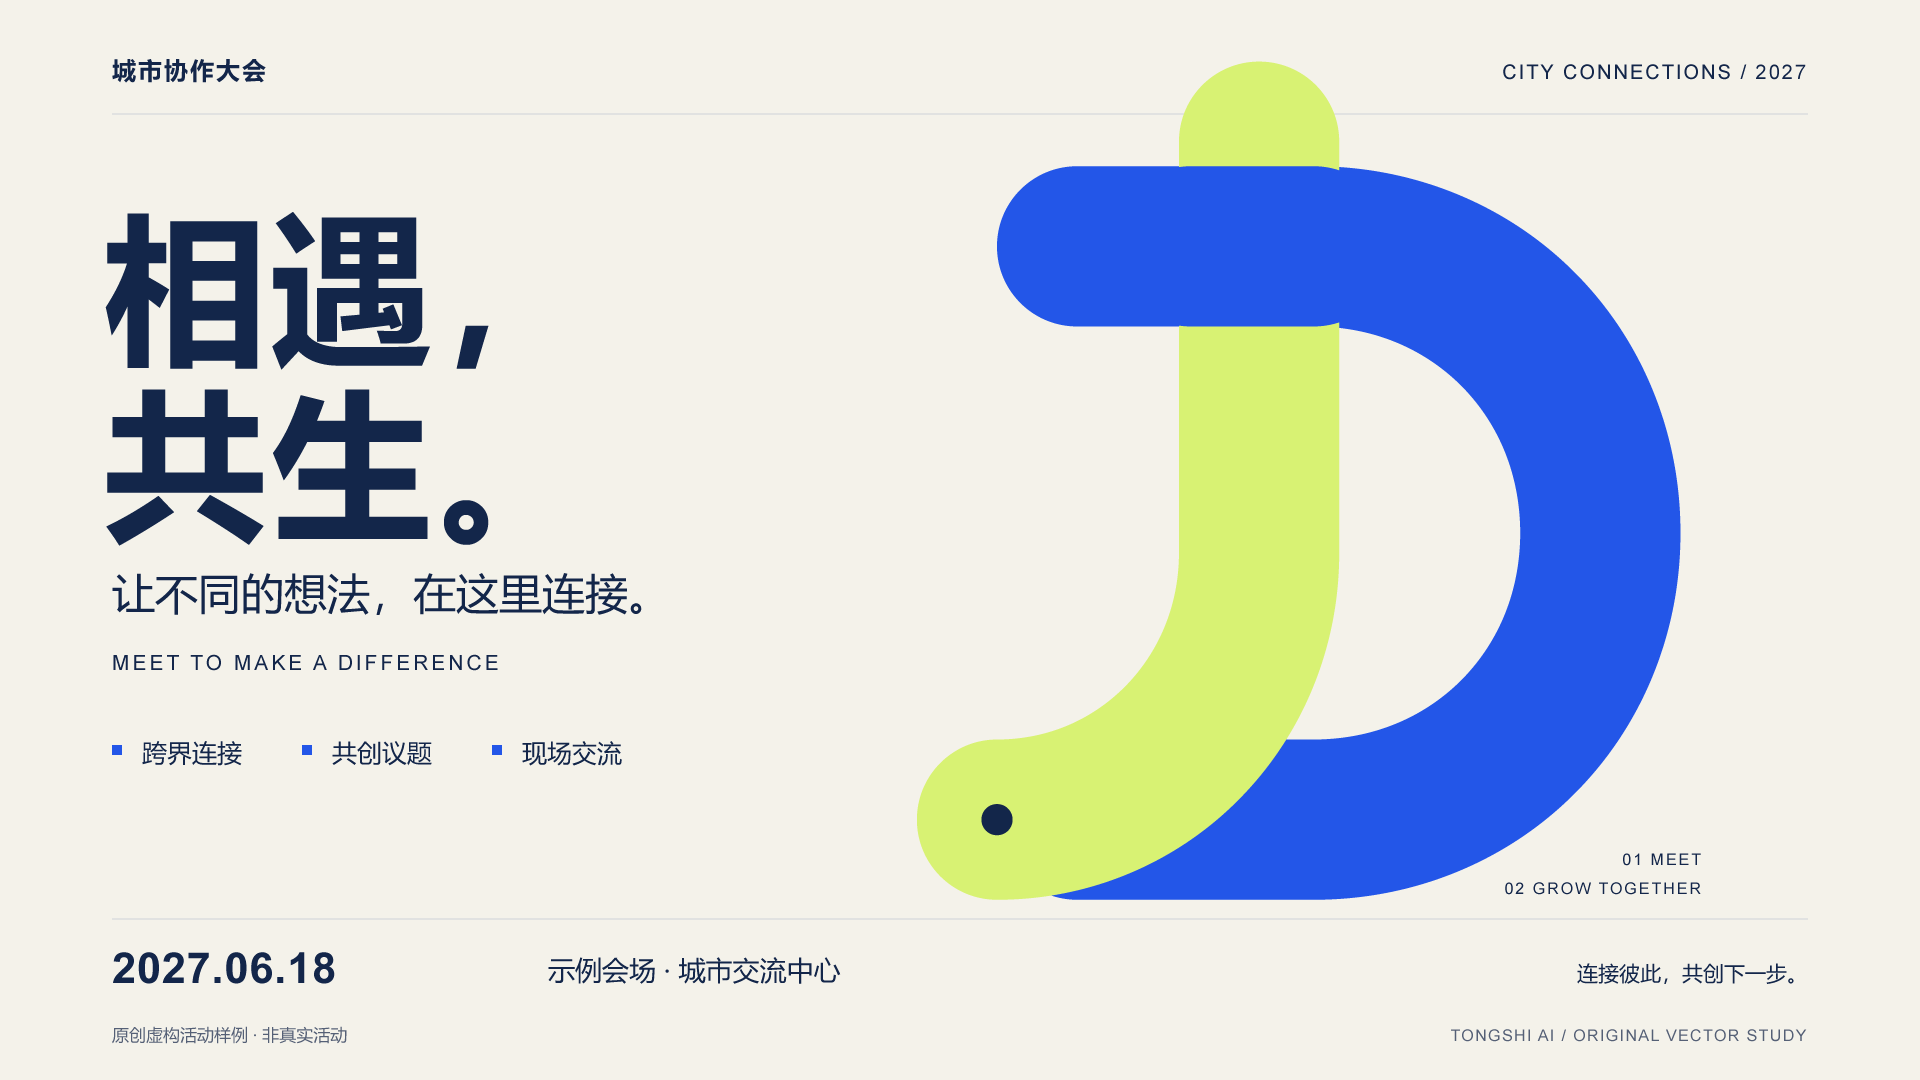 城市协作大会
CITY CONNECTIONS / 2027
相遇，
共生。
让不同的想法，在这里连接。
MEET TO MAKE A DIFFERENCE
跨界连接
共创议题
现场交流
01 MEET
02 GROW TOGETHER
2027.06.18
示例会场 · 城市交流中心
连接彼此，共创下一步。
原创虚构活动样例 · 非真实活动
TONGSHI AI / ORIGINAL VECTOR STUDY